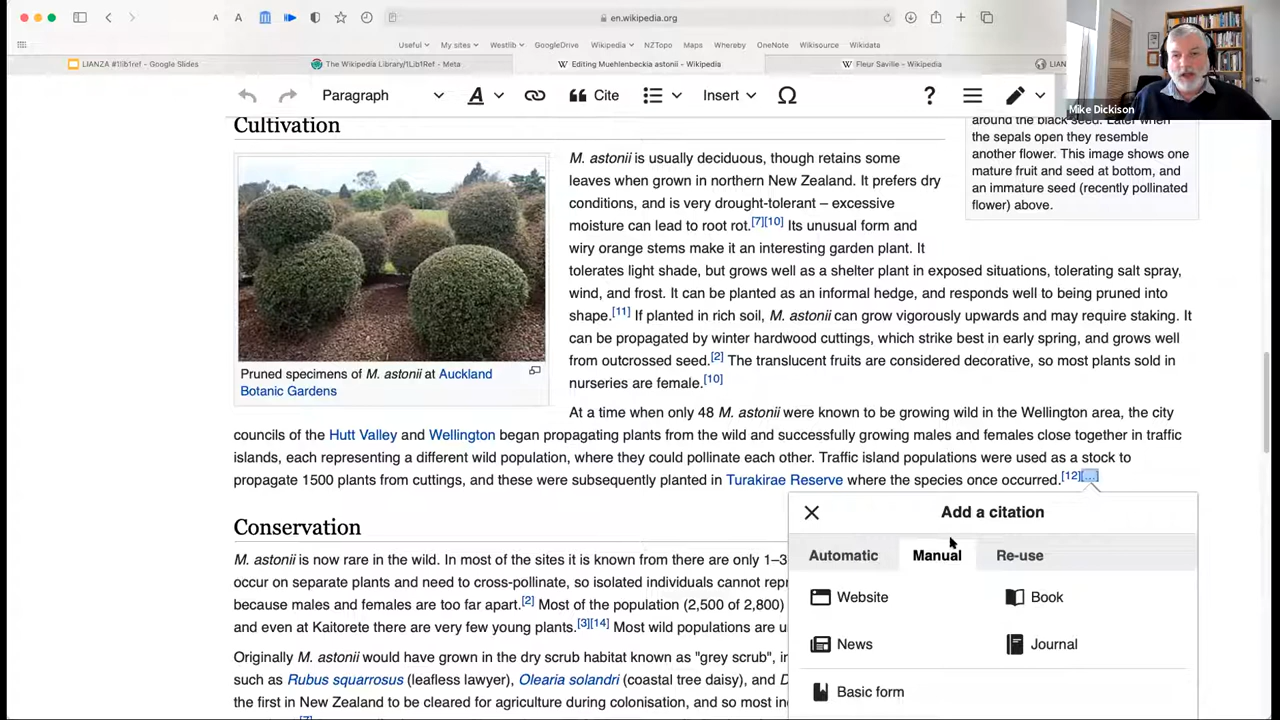 en.wikipedia.org
Useful My sites Westlib GoogleDrive Wikipedia NZTopo Maps Whereby OneNote Wikisource Wikidata
LIANZA #1lib1ref - Google Slides
The Wikipedia Library/1Lib1Ref - Meta
Editing Muehlenbeckia astonii - Wikipedia
Fleur Saville - Wikipedia
LIAN
Mike Dickison
Paragraph A Cite Insert Ω ?
Cultivation
around the black seed. Later when
the sepals open they resemble
another flower. This image shows one
mature fruit and seed at bottom, and
an immature seed (recently pollinated
flower) above.
M. astonii is usually deciduous, though retains some
leaves when grown in northern New Zealand. It prefers dry
conditions, and is very drought-tolerant – excessive
moisture can lead to root rot.[7][10] Its unusual form and
wiry orange stems make it an interesting garden plant. It
tolerates light shade, but grows well as a shelter plant in exposed situations, tolerating salt spray,
wind, and frost. It can be planted as an informal hedge, and responds well to being pruned into
shape.[11] If planted in rich soil, M. astonii can grow vigorously upwards and may require staking. It
can be propagated by winter hardwood cuttings, which strike best in early spring, and grows well
from outcrossed seed.[2] The translucent fruits are considered decorative, so most plants sold in
nurseries are female.[10]
Pruned specimens of M. astonii at Auckland
Botanic Gardens
At a time when only 48 M. astonii were known to be growing wild in the Wellington area, the city
councils of the Hutt Valley and Wellington began propagating plants from the wild and successfully growing males and females close together in traffic
islands, each representing a different wild population, where they could pollinate each other. Traffic island populations were used as a stock to
propagate 1500 plants from cuttings, and these were subsequently planted in Turakirae Reserve where the species once occurred.[12][...]
Conservation
M. astonii is now rare in the wild. In most of the sites it is known from there are only 1–3
occur on separate plants and need to cross-pollinate, so isolated individuals cannot repr
because males and females are too far apart.[2] Most of the population (2,500 of 2,800)
and even at Kaitorete there are very few young plants.[3][14] Most wild populations are u
Originally M. astonii would have grown in the dry scrub habitat known as "grey scrub", in
such as Rubus squarrosus (leafless lawyer), Olearia solandri (coastal tree daisy), and D
the first in New Zealand to be cleared for agriculture during colonisation, and so most in
Add a citation
Automatic Manual Re-use
Website Book
News Journal
Basic form